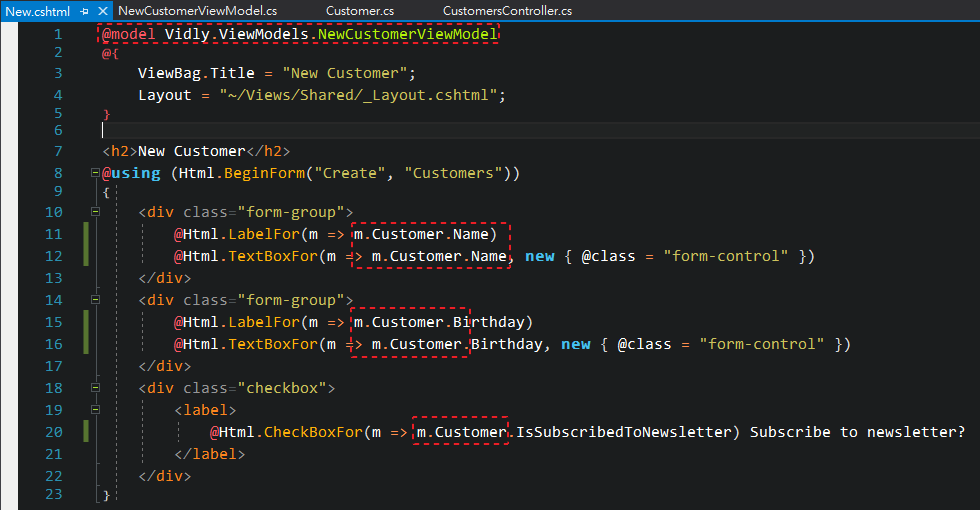 New.cshtml NewCustomerViewModel.cs Customer.cs CustomersController.cs
1 @model Vidly.ViewModels.NewCustomerViewModel
2 @{
3 ViewBag.Title = "New Customer";
4 Layout = "~/Views/Shared/_Layout.cshtml";
5 }
6
7 <h2>New Customer</h2>
8 @using (Html.BeginForm("Create", "Customers"))
9 {
10 <div class="form-group">
11 @Html.LabelFor(m => m.Customer.Name)
12 @Html.TextBoxFor(m => m.Customer.Name, new { @class = "form-control" })
13 </div>
14 <div class="form-group">
15 @Html.LabelFor(m => m.Customer.Birthday)
16 @Html.TextBoxFor(m => m.Customer.Birthday, new { @class = "form-control" })
17 </div>
18 <div class="checkbox">
19 <label>
20 @Html.CheckBoxFor(m => m.Customer.IsSubscribedToNewsletter) Subscribe to newsletter?
21 </label>
22 </div>
23 }